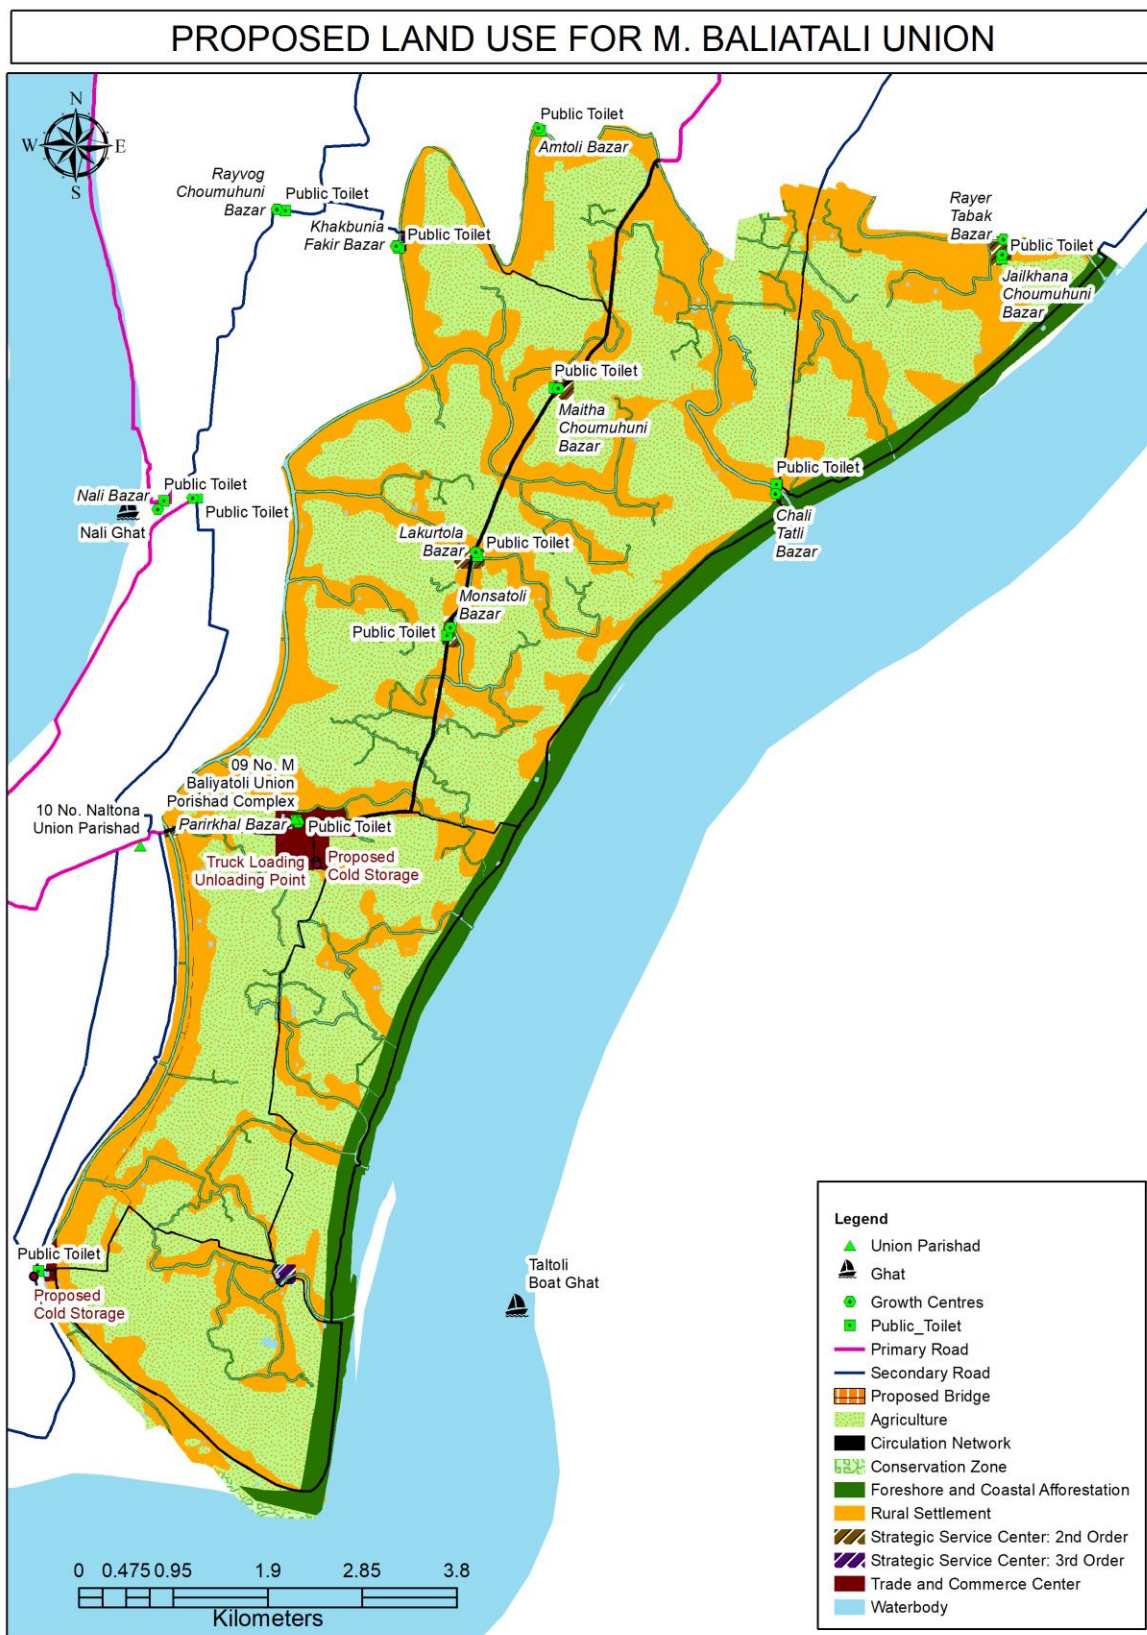 PROPOSED LAND USE FOR M. BALIATALI UNION
N
W
E
S
Public Toilet
Amtoli Bazar
Rayvog
Choumuhuni
Bazar
Public Toilet
Khakbunia
Fakir Bazar
Public Toilet
Rayer
Tabak
Bazar
Public Toilet
Jailkhana
Choumuhuni
Bazar
Public Toilet
Maitha
Choumuhuni
Bazar
Public Toilet
Chali
Tatli
Bazar
Nali Bazar
Public Toilet
Public Toilet
Nali Ghat
Lakurtola
Bazar
Public Toilet
Monsatoli
Bazar
Public Toilet
09 No. M
Baliyatoli Union
Porishad Complex
10 No. Naltona
Union Parishad
Parirkhal Bazar
Public Toilet
Truck Loading
Unloading Point
Proposed
Cold Storage
Public Toilet
Proposed
Cold Storage
Taltoli
Boat Ghat
Legend
Union Parishad
Ghat
Growth Centres
Public_Toilet
Primary Road
Secondary Road
Proposed Bridge
Agriculture
Circulation Network
Conservation Zone
Foreshore and Coastal Afforestation
Rural Settlement
Strategic Service Center: 2nd Order
Strategic Service Center: 3rd Order
Trade and Commerce Center
Waterbody
0 0.475 0.95 1.9 2.85 3.8
Kilometers